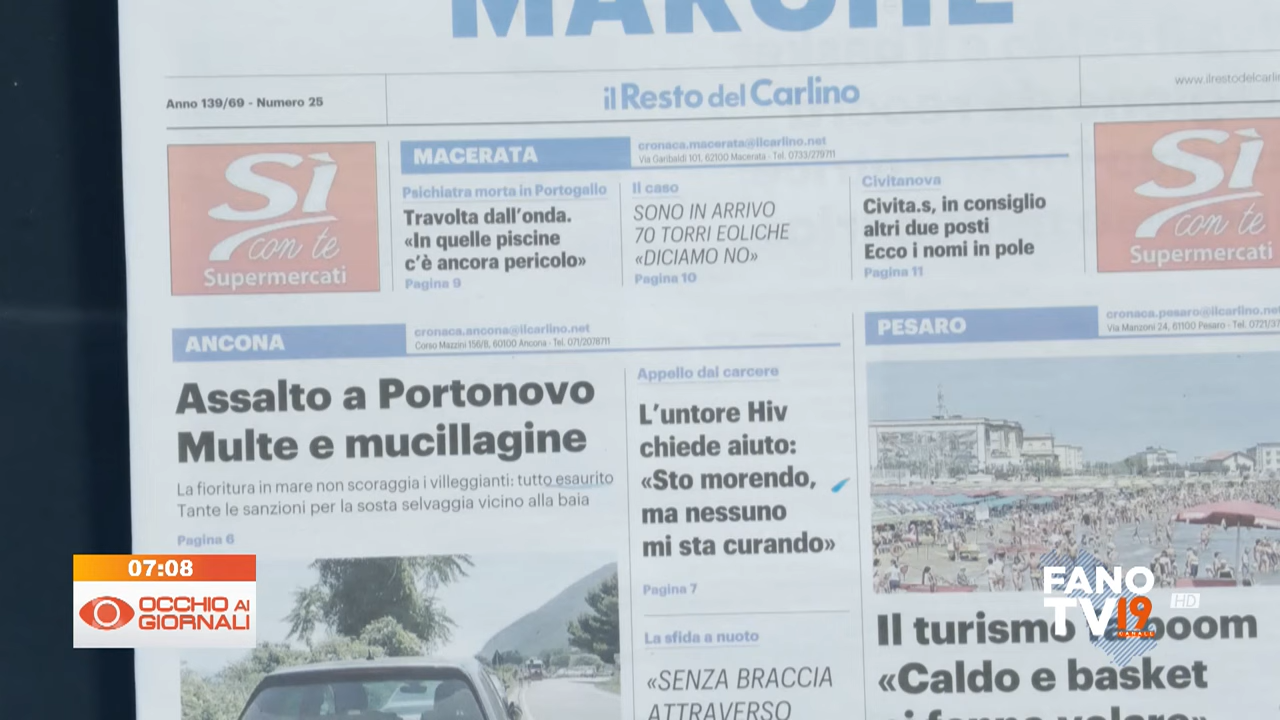 MARCHE
Anno 139/69 - Numero 25
il Resto del Carlino
Sì
con te
Supermercati
MACERATA
cronaca.macerata@ilcarlino.net
Via Garibaldi 101, 62100 Macerata - Tel. 0733/279711
Psichiatra morta in Portogallo
Travolta dall'onda.
«In quelle piscine
c'è ancora pericolo»
Pagina 9
Il caso
SONO IN ARRIVO
70 TORRI EOLICHE
«DICIAMO NO»
Pagina 10
Civitanova
Civita.s, in consiglio
altri due posti
Ecco i nomi in pole
Pagina 11
Sì
con te
Supermercati
ANCONA
cronaca.ancona@ilcarlino.net
Corso Mazzini 156/B, 60100 Ancona - Tel. 071/2078711
Assalto a Portonovo
Multe e mucillagine
La fioritura in mare non scoraggia i villeggianti: tutto esaurito
Tante le sanzioni per la sosta selvaggia vicino alla baia
Pagina 6
Appello dal carcere
L'untore Hiv
chiede aiuto:
«Sto morendo,
ma nessuno
mi sta curando»
Pagina 7
La sfida a nuoto
«SENZA BRACCIA
ATTRAVERSO
PESARO
cronaca.pesaro@ilcarlino.net
Via Manzoni 24, 61100 Pesaro - Tel.
Il turismo boom
«Caldo e basket
07:08
OCCHIO AI
GIORNALI
FANO
TV 19
CANALE
HD